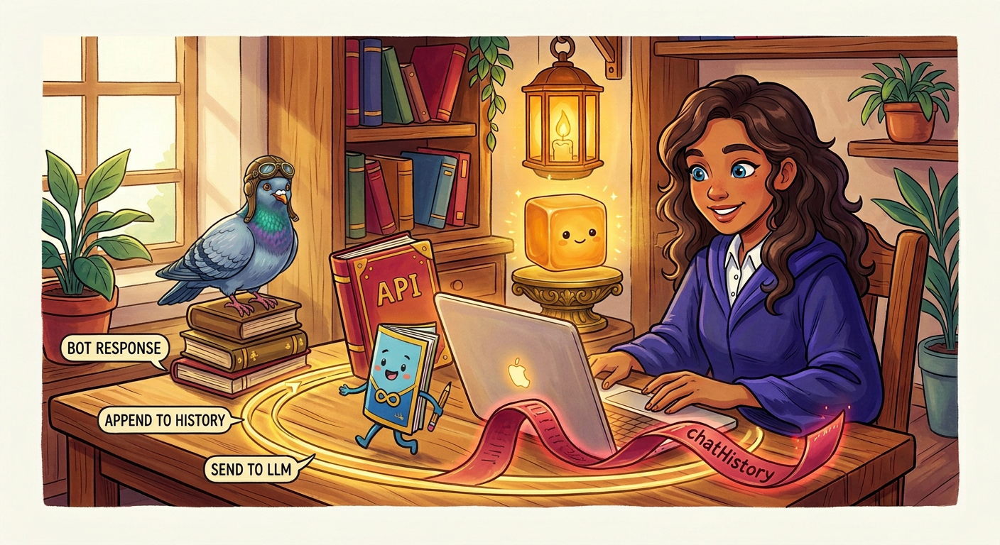 API
BOT RESPONSE
APPEND TO HISTORY
SEND TO LLM
chatHistory